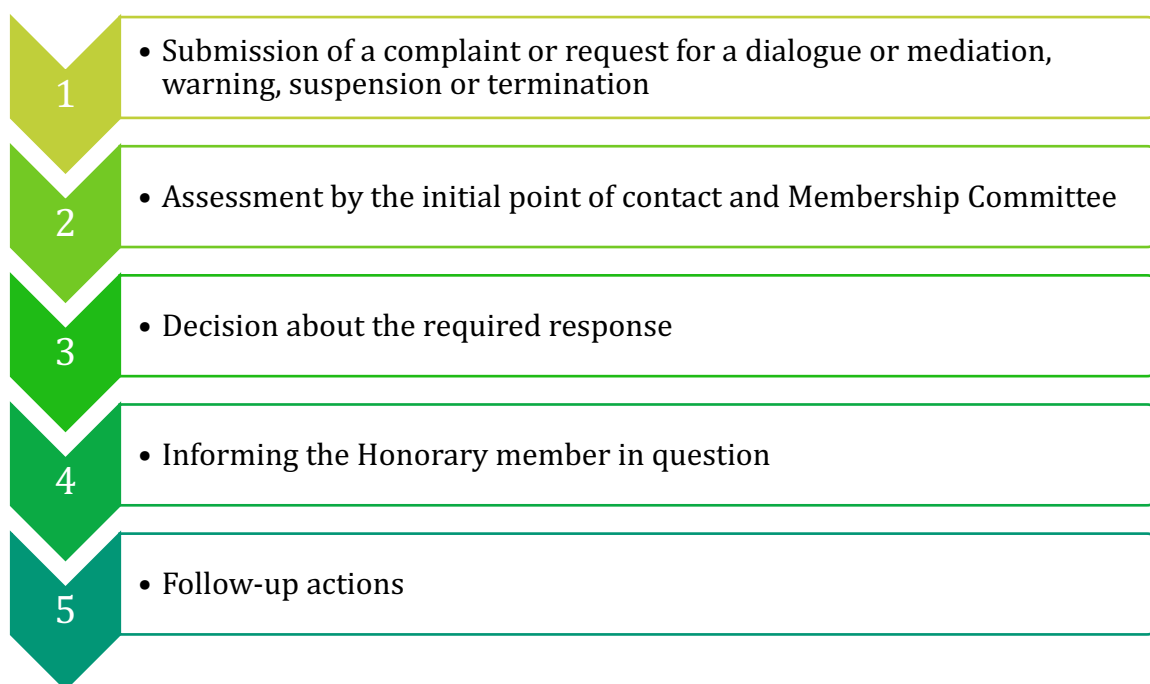 1
• Submission of a complaint or request for a dialogue or mediation,
warning, suspension or termination
2
• Assessment by the initial point of contact and Membership Committee
3
• Decision about the required response
4
• Informing the Honorary member in question
5
• Follow-up actions